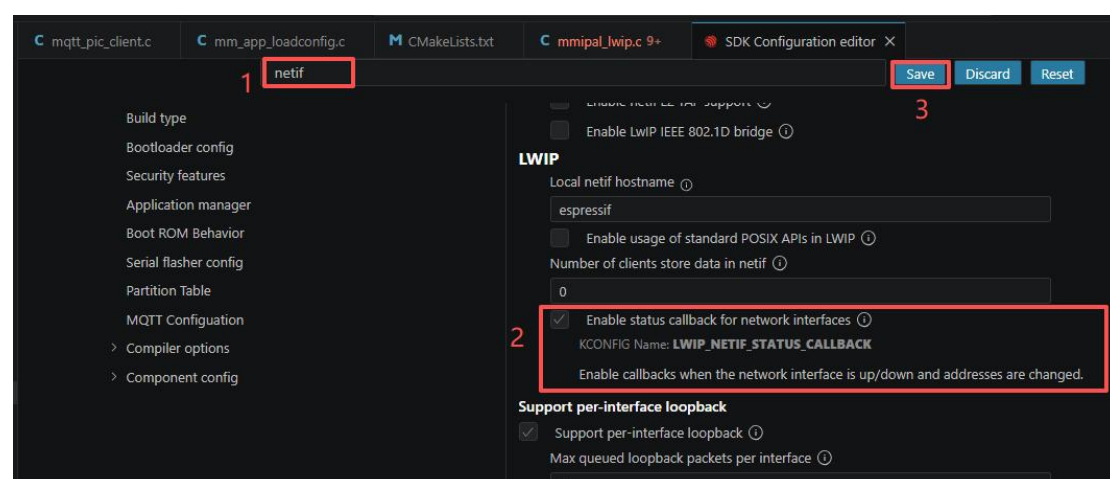 mqtt_pic_client.c mm_app_loadconfig.c CMakeLists.txt mmipal_lwip.c 9+ SDK Configuration editor
1 netif Save Discard Reset
3
Build type
Bootloader config
Security features
Application manager
Boot ROM Behavior
Serial flasher config
Partition Table
MQTT Configuation
Compiler options
Component config
Enable LwIP IEEE 802.1D bridge
LWIP
Local netif hostname
espressif
Enable usage of standard POSIX APIs in LWIP
Number of clients store data in netif
0
2
Enable status callback for network interfaces
KCONFIG Name: LWIP_NETIF_STATUS_CALLBACK
Enable callbacks when the network interface is up/down and addresses are changed.
Support per-interface loopback
Support per-interface loopback
Max queued loopback packets per interface